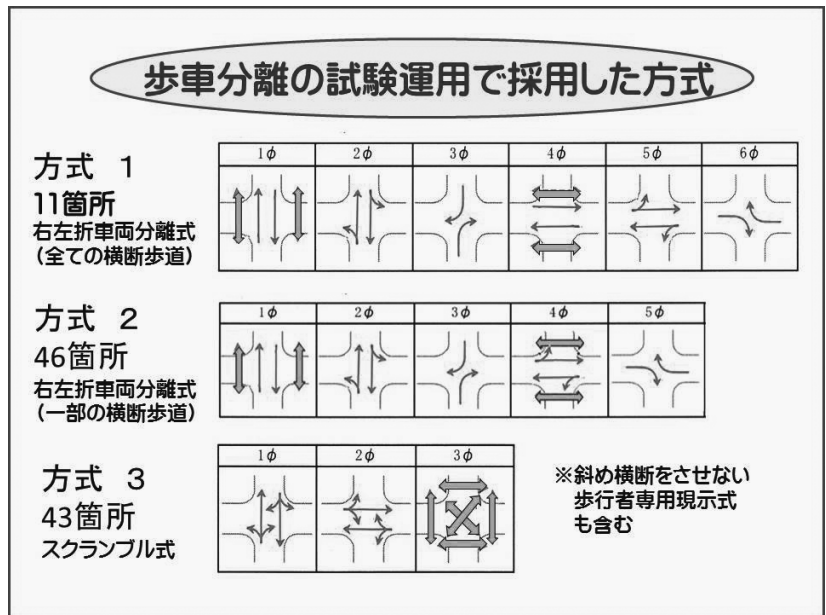 歩車分離の試験運用で採用した方式
方式 1
11箇所
右左折車両分離式
(全ての横断歩道)
1φ 2φ 3φ 4φ 5φ 6φ
方式 2
46箇所
右左折車両分離式
(一部の横断歩道)
1φ 2φ 3φ 4φ 5φ
方式 3
43箇所
スクランブル式
1φ 2φ 3φ
※斜め横断をさせない
歩行者専用現示式
も含む